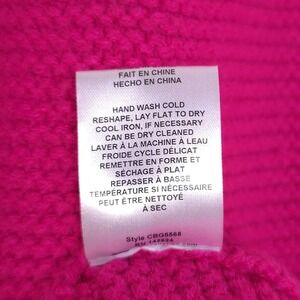 FAIT EN CHINE
HECHO EN CHINA
HAND WASH COLD
RESHAPE, LAY FLAT TO DRY
COOL IRON, IF NECESSARY
CAN BE DRY CLEANED
LAVER À LA MACHINE À LEAU
FROIDE CYCLE DÉLICAT
REMETTRE EN FORME ET
SÉCHAGE À PLAT
REPASSER À BASSE
TEMPÉRATURE SI NÉCESSAIRE
PEUT ÊTRE NETTOYÉ
À SEC
Style CBG5568